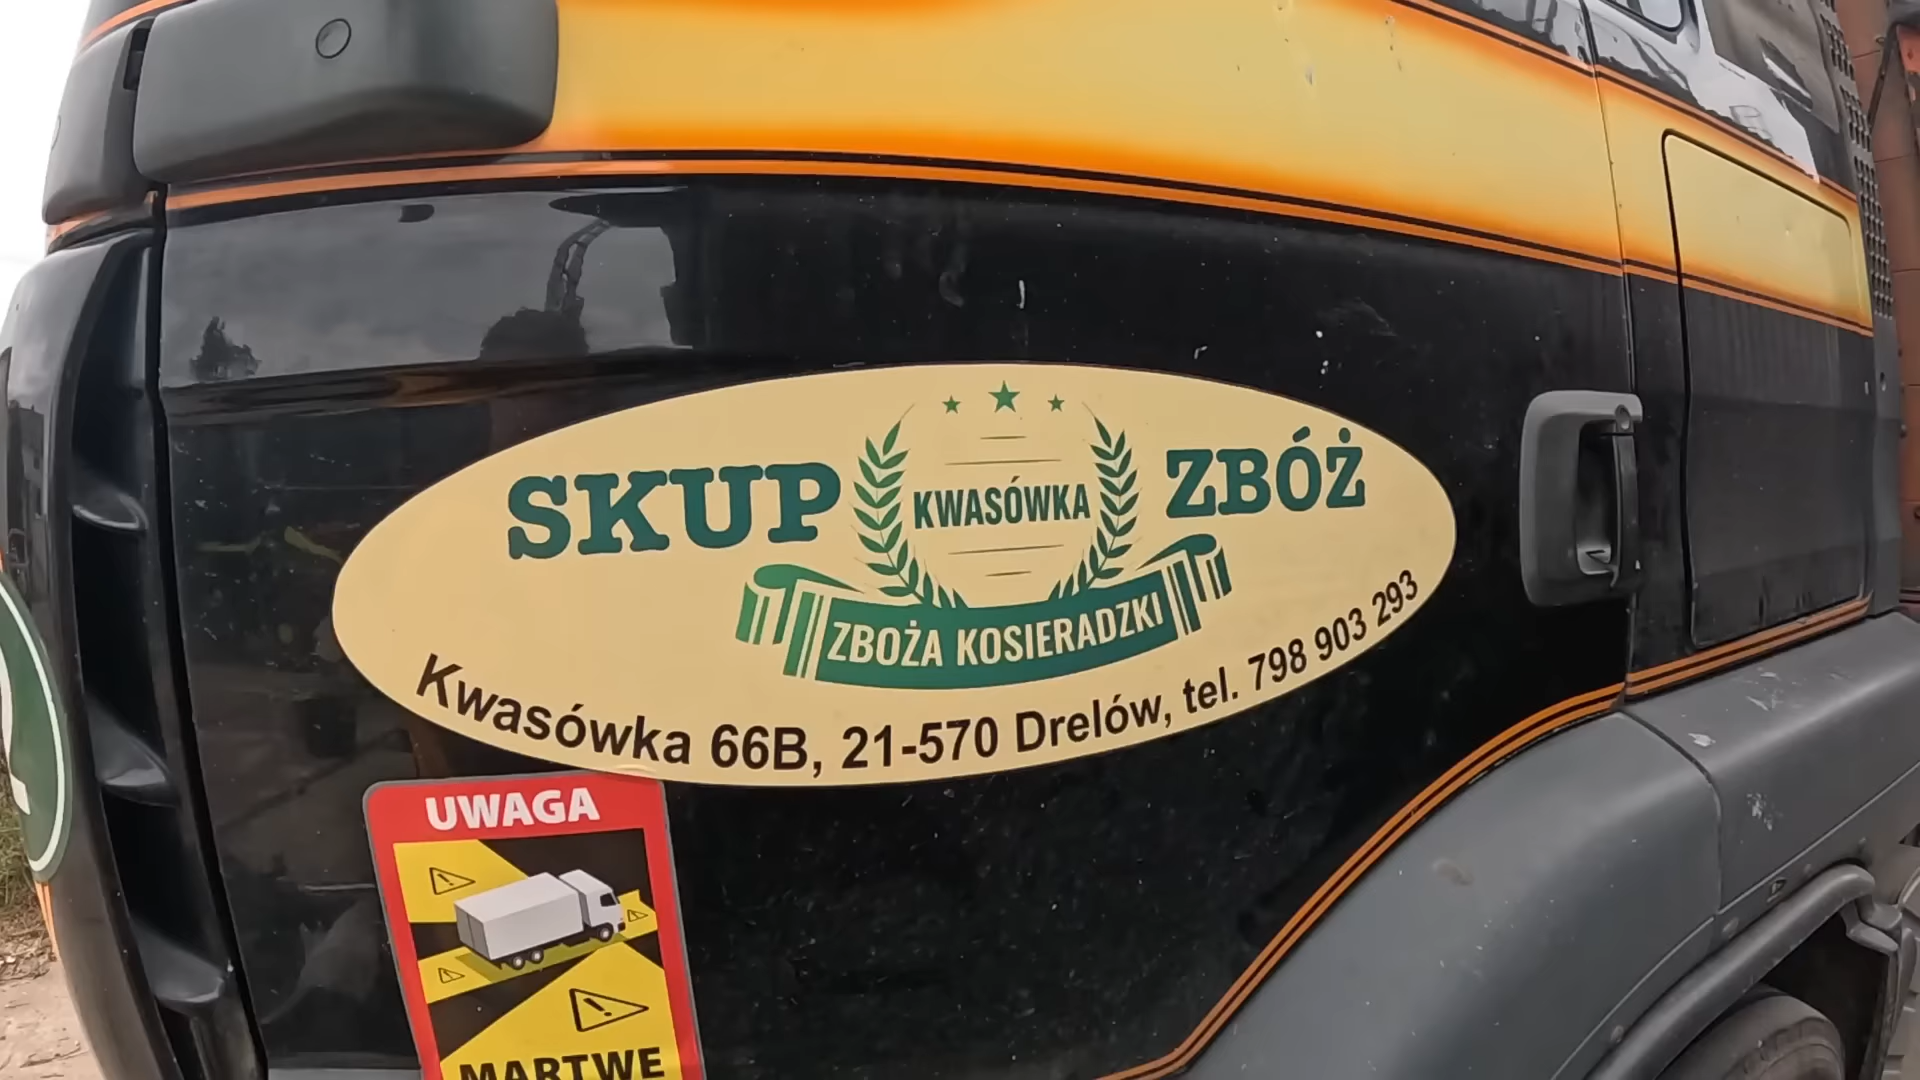 SKUP KWASÓWKA ZBÓŻ
ZBOŻA KOSIERADZKI
Kwasówka 66B, 21-570 Drelów, tel. 798 903 293
UWAGA
MARTWE